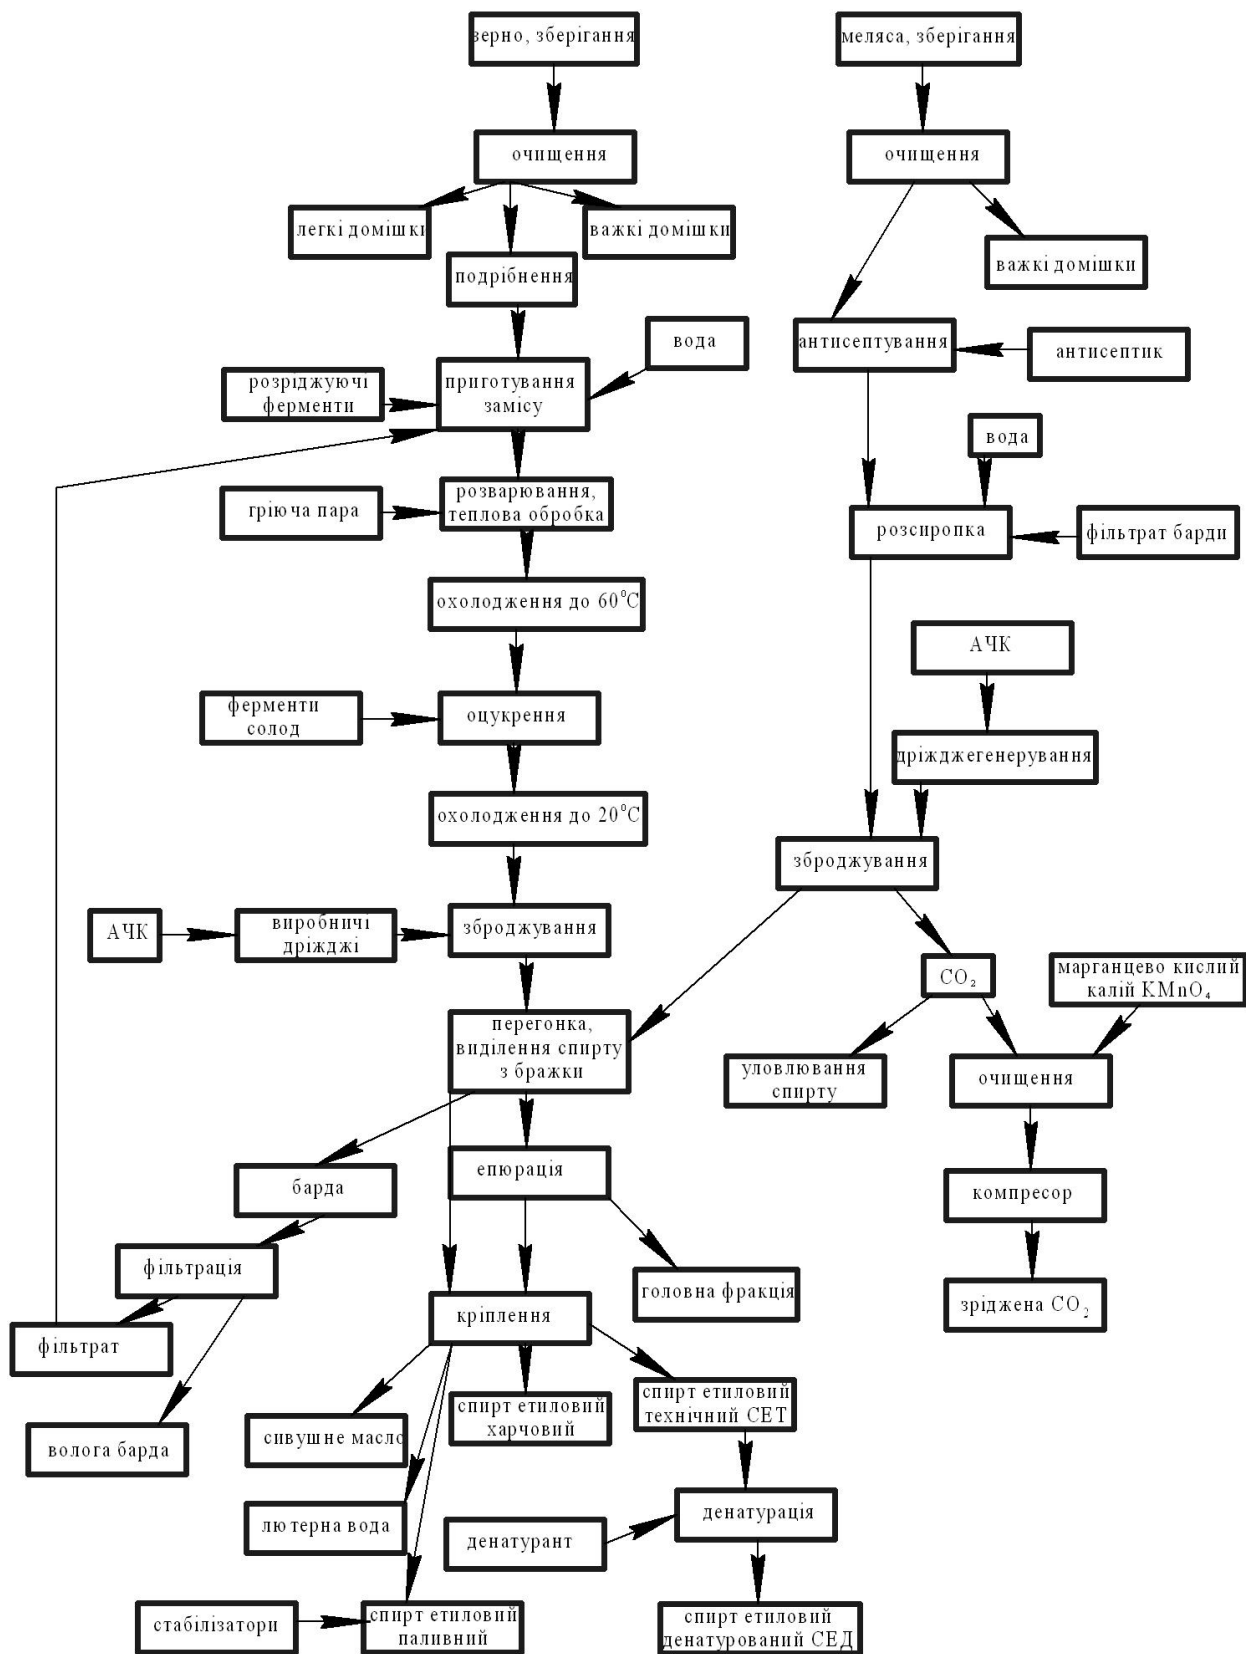 зерно, зберігання
меляса, зберігання
очищення
очищення
легкі домішки
важкі домішки
важкі домішки
подрібнення
вода
антисептування
антисептик
розріджуючі
ферменти
приготування
замісу
вода
гріюча пара
розварювання,
теплова обробка
розсиропка
фільтрат барди
охолодження до 60⁰С
АЧК
ферменти
солод
оцукрення
дріжджегенерування
охолодження до 20⁰С
зброджування
АЧК
виробничі
дріжджі
зброджування
СО₂
марганцево кислий
калій KMnO₄
перегонка,
виділення спирту
з бражки
уловлювання
спирту
очищення
барда
епюрація
компресор
фільтрація
головна фракція
зріджена СО₂
фільтрат
кріплення
спирт етиловий
харчовий
спирт етиловий
технічний СЕТ
волога барда
сивушне масло
лютерна вода
денатурант
денатурація
стабілізатори
спирт етиловий
паливний
спирт етиловий
денатурований СЕД